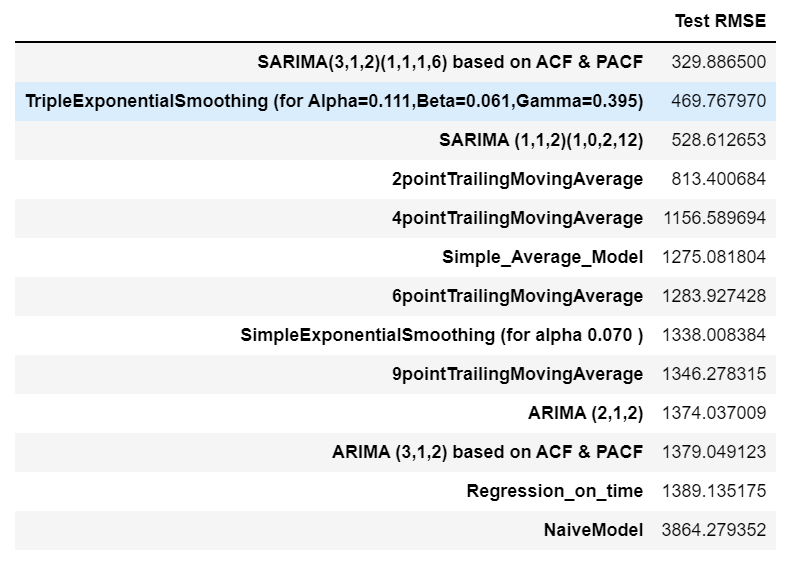 Test RMSE
SARIMA(3,1,2)(1,1,1,6) based on ACF & PACF 329.886500
TripleExponentialSmoothing (for Alpha=0.111,Beta=0.061,Gamma=0.395) 469.767970
SARIMA (1,1,2)(1,0,2,12) 528.612653
2pointTrailingMovingAverage 813.400684
4pointTrailingMovingAverage 1156.589694
Simple_Average_Model 1275.081804
6pointTrailingMovingAverage 1283.927428
SimpleExponentialSmoothing (for alpha 0.070 ) 1338.008384
9pointTrailingMovingAverage 1346.278315
ARIMA (2,1,2) 1374.037009
ARIMA (3,1,2) based on ACF & PACF 1379.049123
Regression_on_time 1389.135175
NaiveModel 3864.279352